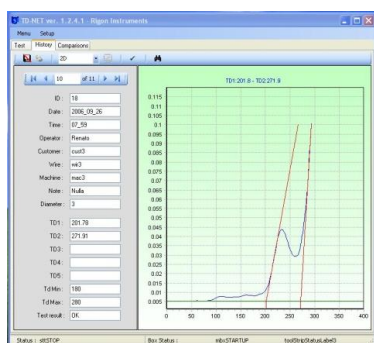 TD-NET ver. 1.2.4.1 - Rigon Instruments
Menu Setup
Test History Comparisons
2D
10 of 11
ID : 18
Date : 2006_09_26
Time : 07_59
Operator : Renato
Customer : cust3
Wire : wir3
Machine : mac3
Note : Nulla
Diameter : 3
TD1 : 201.78
TD2 : 271.91
TD3 :
TD4 :
TD5 :
Td Min : 180
Td Max : 280
Test result : OK
TD1:201.8 - TD2:271.9
0.115
0.11
0.105
0.1
0.095
0.09
0.085
0.08
0.075
0.07
0.065
0.06
0.055
0.05
0.045
0.04
0.035
0.03
0.025
0.02
0.015
0.01
0.005
0 50 100 150 200 250 300 350 400
Status : sttSTOP Box Status : mbcSTARTUP toolStripStatusLabel3